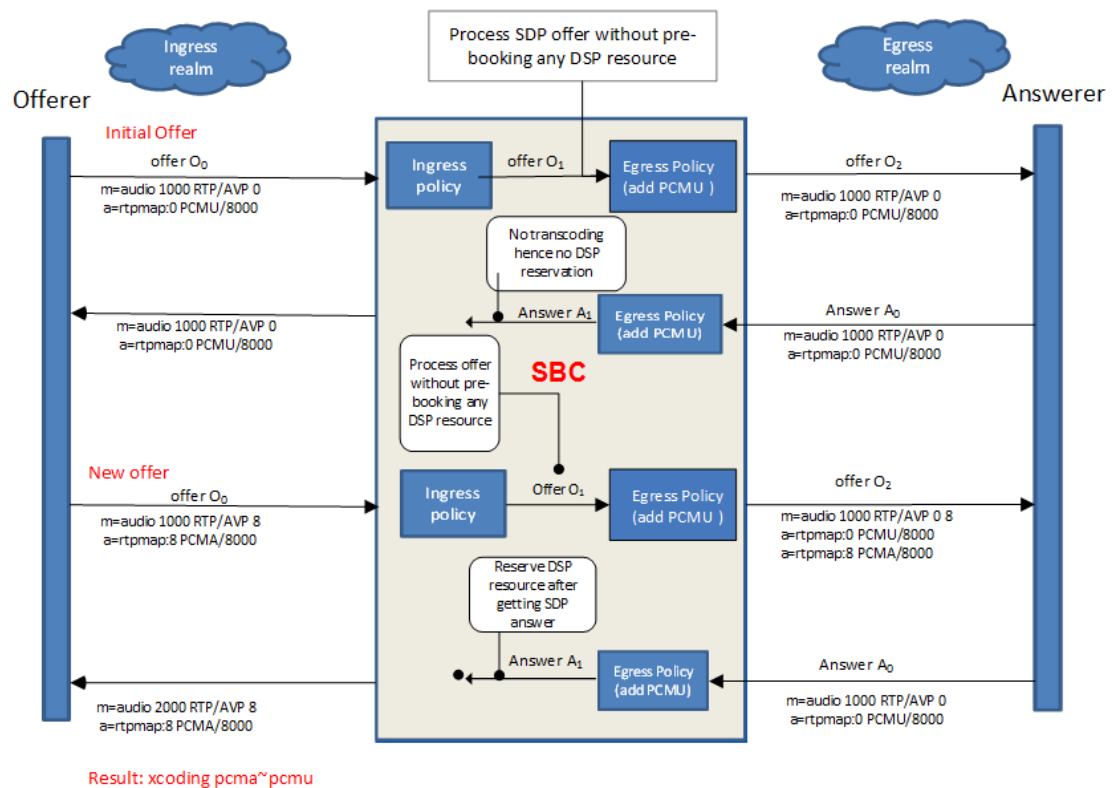 Ingress
realm
Process SDP offer without pre-
booking any DSP resource
Egress
realm
Offerer
Answerer
Initial Offer
offer O₀
m=audio 1000 RTP/AVP 0
a=rtpmap:0 PCMU/8000
Ingress
policy
offer O₁
Egress Policy
(add PCMU )
offer O₂
m=audio 1000 RTP/AVP 0
a=rtpmap:0 PCMU/8000
No transcoding
hence no DSP
reservation
m=audio 1000 RTP/AVP 0
a=rtpmap:0 PCMU/8000
Answer A₁
Egress Policy
(add PCMU)
Answer A₀
m=audio 1000 RTP/AVP 0
a=rtpmap:0 PCMU/8000
Process offer
without pre-
booking any
DSP resource
SBC
New offer
offer O₀
m=audio 1000 RTP/AVP 8
a=rtpmap:8 PCMA/8000
Ingress
policy
Offer O₁
Egress Policy
(add PCMU )
offer O₂
m=audio 1000 RTP/AVP 0 8
a=rtpmap:0 PCMU/8000
a=rtpmap:8 PCMA/8000
Reserve DSP
resource after
getting SDP
answer
m=audio 2000 RTP/AVP 8
a=rtpmap:8 PCMA/8000
Answer A₁
Egress Policy
(add PCMU)
Answer A₀
m=audio 1000 RTP/AVP 0
a=rtpmap:0 PCMU/8000
Result: xcoding pcma~pcmu